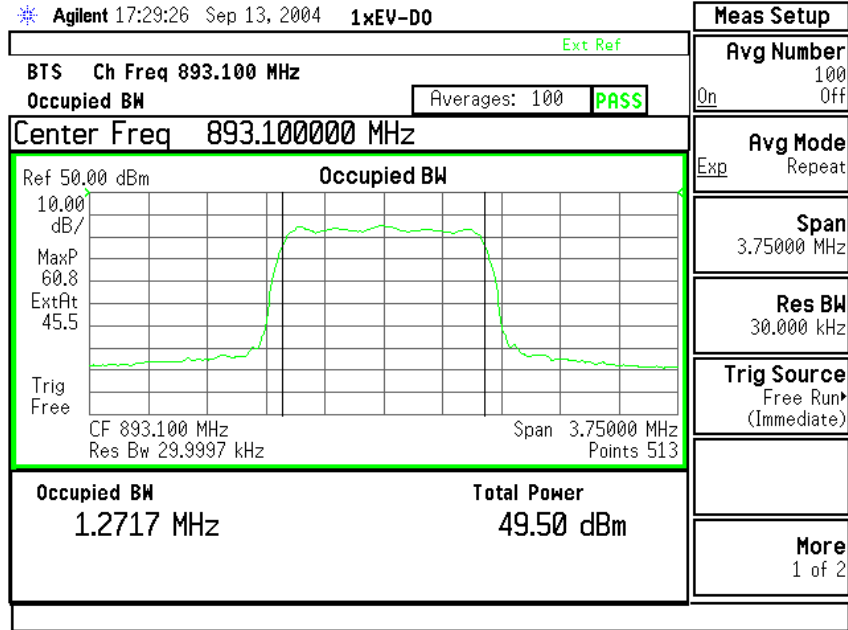 Agilent 17:29:26 Sep 13, 2004 1xEV-DO
Ext Ref
BTS Ch Freq 893.100 MHz
Occupied BW
Averages: 100 PASS
Center Freq 893.100000 MHz
Ref 50.00 dBm
Occupied BW
10.00
dB/
MaxP
60.8
ExtAt
45.5
Trig
Free
CF 893.100 MHz
Span 3.75000 MHz
Res Bw 29.9997 kHz
Points 513
Occupied BW
Total Power
1.2717 MHz
49.50 dBm
Meas Setup
Avg Number
100
On Off
Avg Mode
Exp Repeat
Span
3.75000 MHz
Res BW
30.000 kHz
Trig Source
Free Run
(Immediate)
More
1 of 2